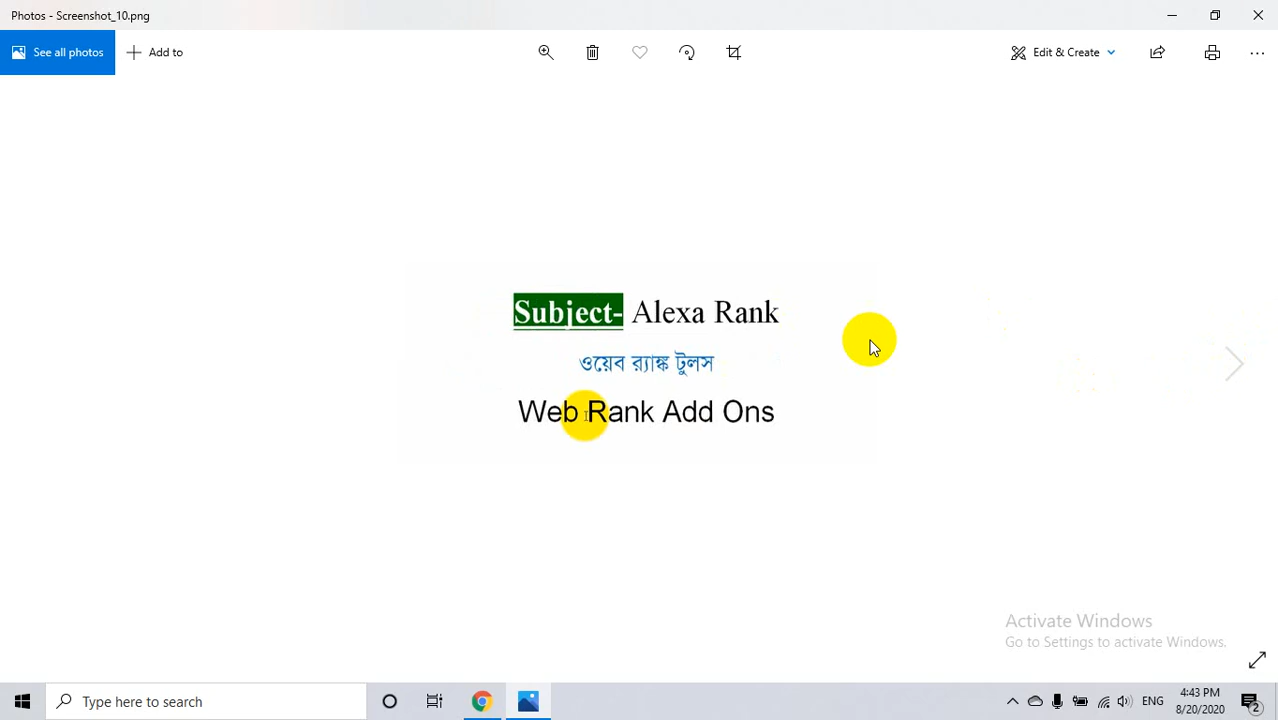 Photos - Screenshot_10.png
See all photos
Add to
Edit & Create
Subject- Alexa Rank
ওয়েব র‍্যাঙ্ক টুলস
Web Rank Add Ons
Activate Windows
Go to Settings to activate Windows.
Type here to search
ENG
4:43 PM
8/20/2020
2